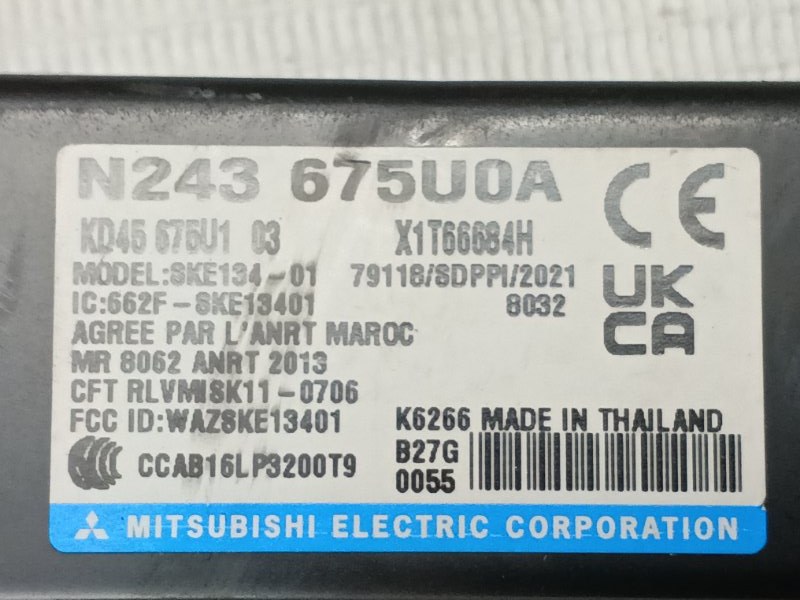 N243 675U0A
KD45 675U1 03 X1T66684H
MODEL:SKE134-01 79118/SDPPI/2021
IC:662F-SKE13401 8032
AGREE PAR L'ANRT MAROC
MR 8062 ANRT 2013
CFT RLVMISK11-0706
FCC ID:WAZSKE13401
CCAB16LP3200T9
K6266 MADE IN THAILAND
B27G
0055
CE
UK
CA
MITSUBISHI ELECTRIC CORPORATION